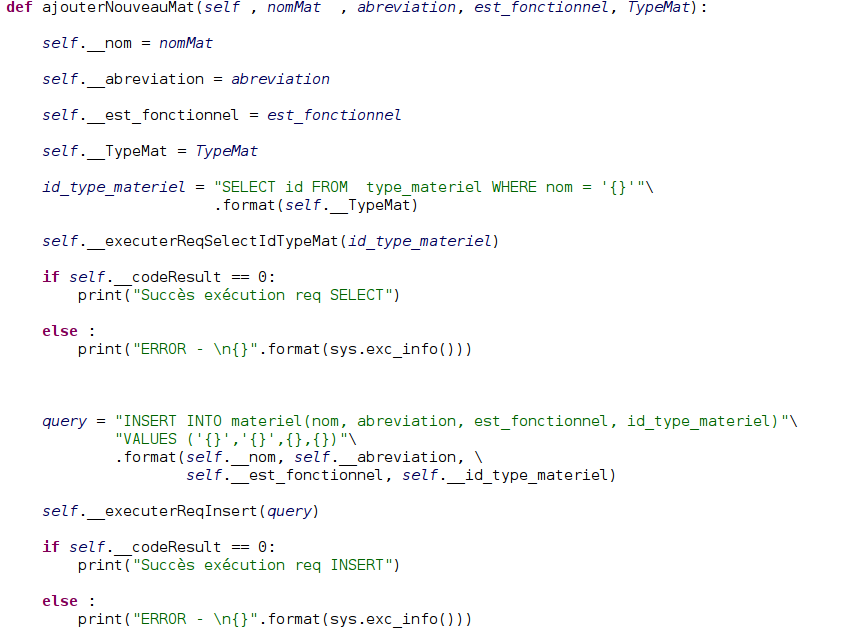 def ajouterNouveauMat(self , nomMat  , abreviation, est_fonctionnel, TypeMat):
self.__nom = nomMat
self.__abreviation = abreviation
self.__est_fonctionnel = est_fonctionnel
self.__TypeMat = TypeMat
id_type_materiel = "SELECT id FROM  type_materiel WHERE nom = '{}'"\
.format(self.__TypeMat)
self.__executerReqSelectIdTypeMat(id_type_materiel)
if self.__codeResult == 0:
print("Succès exécution req SELECT")
else :
print("ERROR - \n{}".format(sys.exc_info()))
query = "INSERT INTO materiel(nom, abreviation, est_fonctionnel, id_type_materiel)"\
"VALUES ('{}','{}',{},{})"\
.format(self.__nom, self.__abreviation, \
self.__est_fonctionnel, self.__id_type_materiel)
self.__executerReqInsert(query)
if self.__codeResult == 0:
print("Succès exécution req INSERT")
else :
print("ERROR - \n{}".format(sys.exc_info()))